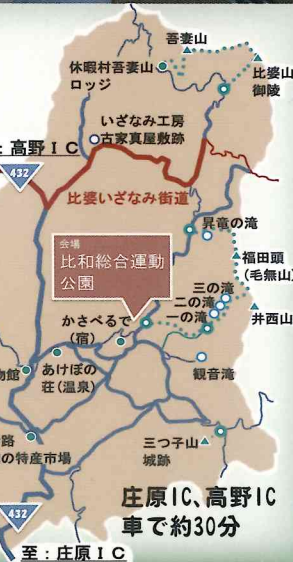 吾妻山
休暇村吾妻山
ロッジ
比婆山
御陵
いざなみ工房
古家真屋敷跡
: 高野IC
432
比婆いざなみ街道
昇竜の滝
会場
比和総合運動
公園
福田頭
(毛無山)
三の滝
二の滝
一の滝
井西山
かさべるで
(宿)
物館
あけぼの
荘(温泉)
観音滝
路
の特産市場
三つ子山
城跡
庄原IC、高野IC
車で約30分
432
至:庄原IC